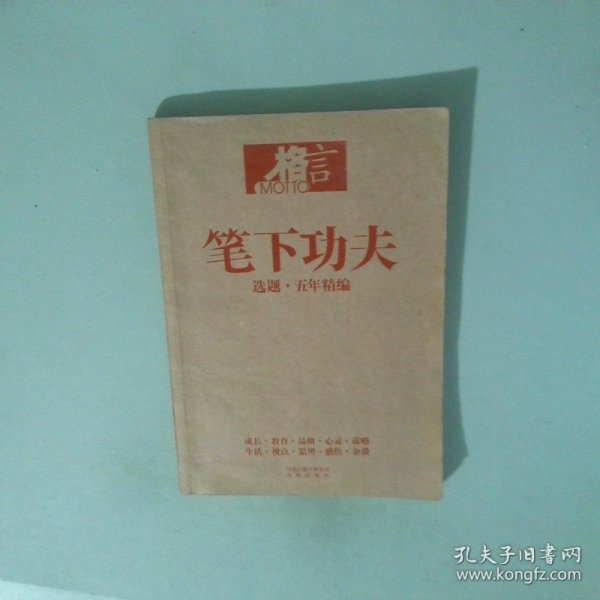 格言
MOTTO
笔下功夫
选题·五年精编
成长·教育·品格·心灵·谋略
生活·视点·思辨·感悟·杂谈
孔夫子旧书网
www.kongfz.com